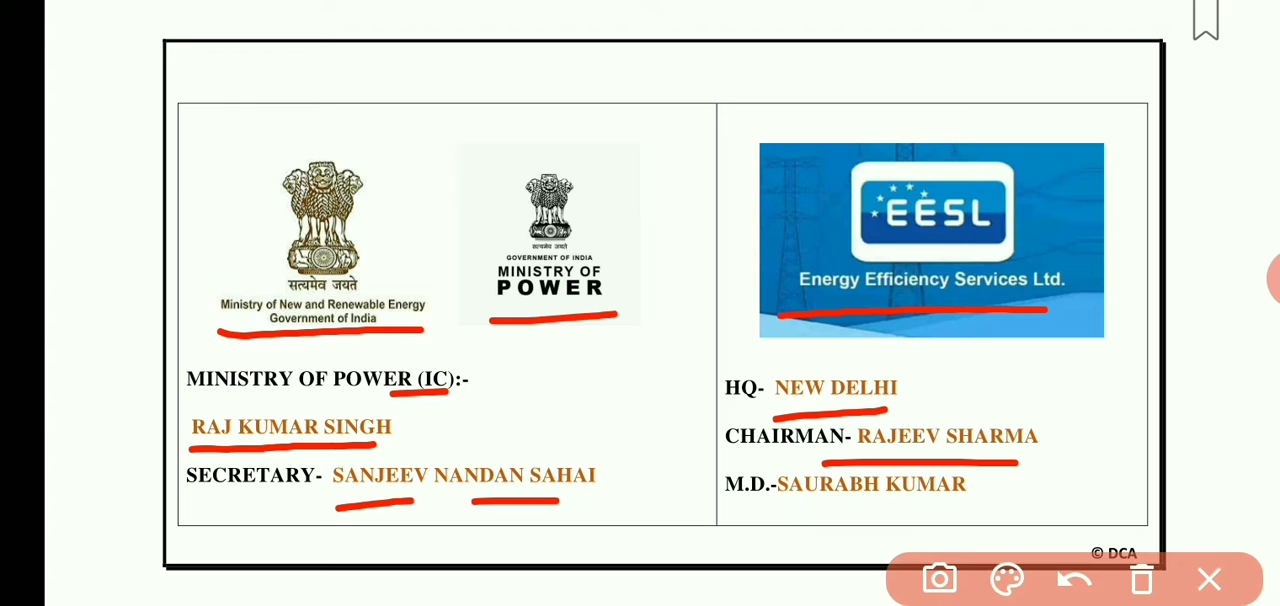 सत्यमेव जयते
Ministry of New and Renewable Energy
Government of India
सत्यमेव जयते
GOVERNMENT OF INDIA
MINISTRY OF
POWER
MINISTRY OF POWER (IC):-
RAJ KUMAR SINGH
SECRETARY- SANJEEV NANDAN SAHAI
EESL
Energy Efficiency Services Ltd.
HQ- NEW DELHI
CHAIRMAN- RAJEEV SHARMA
M.D.-SAURABH KUMAR
© DCA